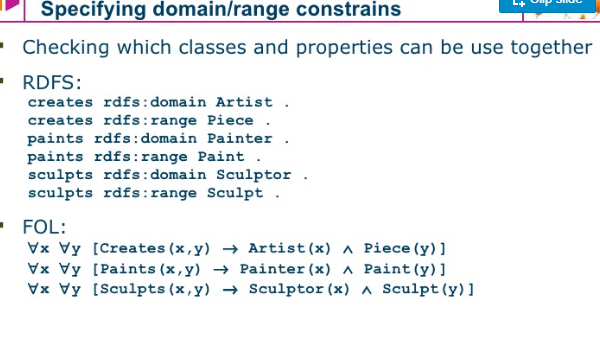 Specifying domain/range constrains
Clip slide
Checking which classes and properties can be use together
RDFS:
creates rdfs:domain Artist .
creates rdfs:range Piece .
paints rdfs:domain Painter .
paints rdfs:range Paint .
sculpts rdfs:domain Sculptor .
sculpts rdfs:range Sculpt .
FOL:
∀x ∀y [Creates(x,y) → Artist(x) ∧ Piece(y)]
∀x ∀y [Paints(x,y) → Painter(x) ∧ Paint(y)]
∀x ∀y [Sculpts(x,y) → Sculptor(x) ∧ Sculpt(y)]